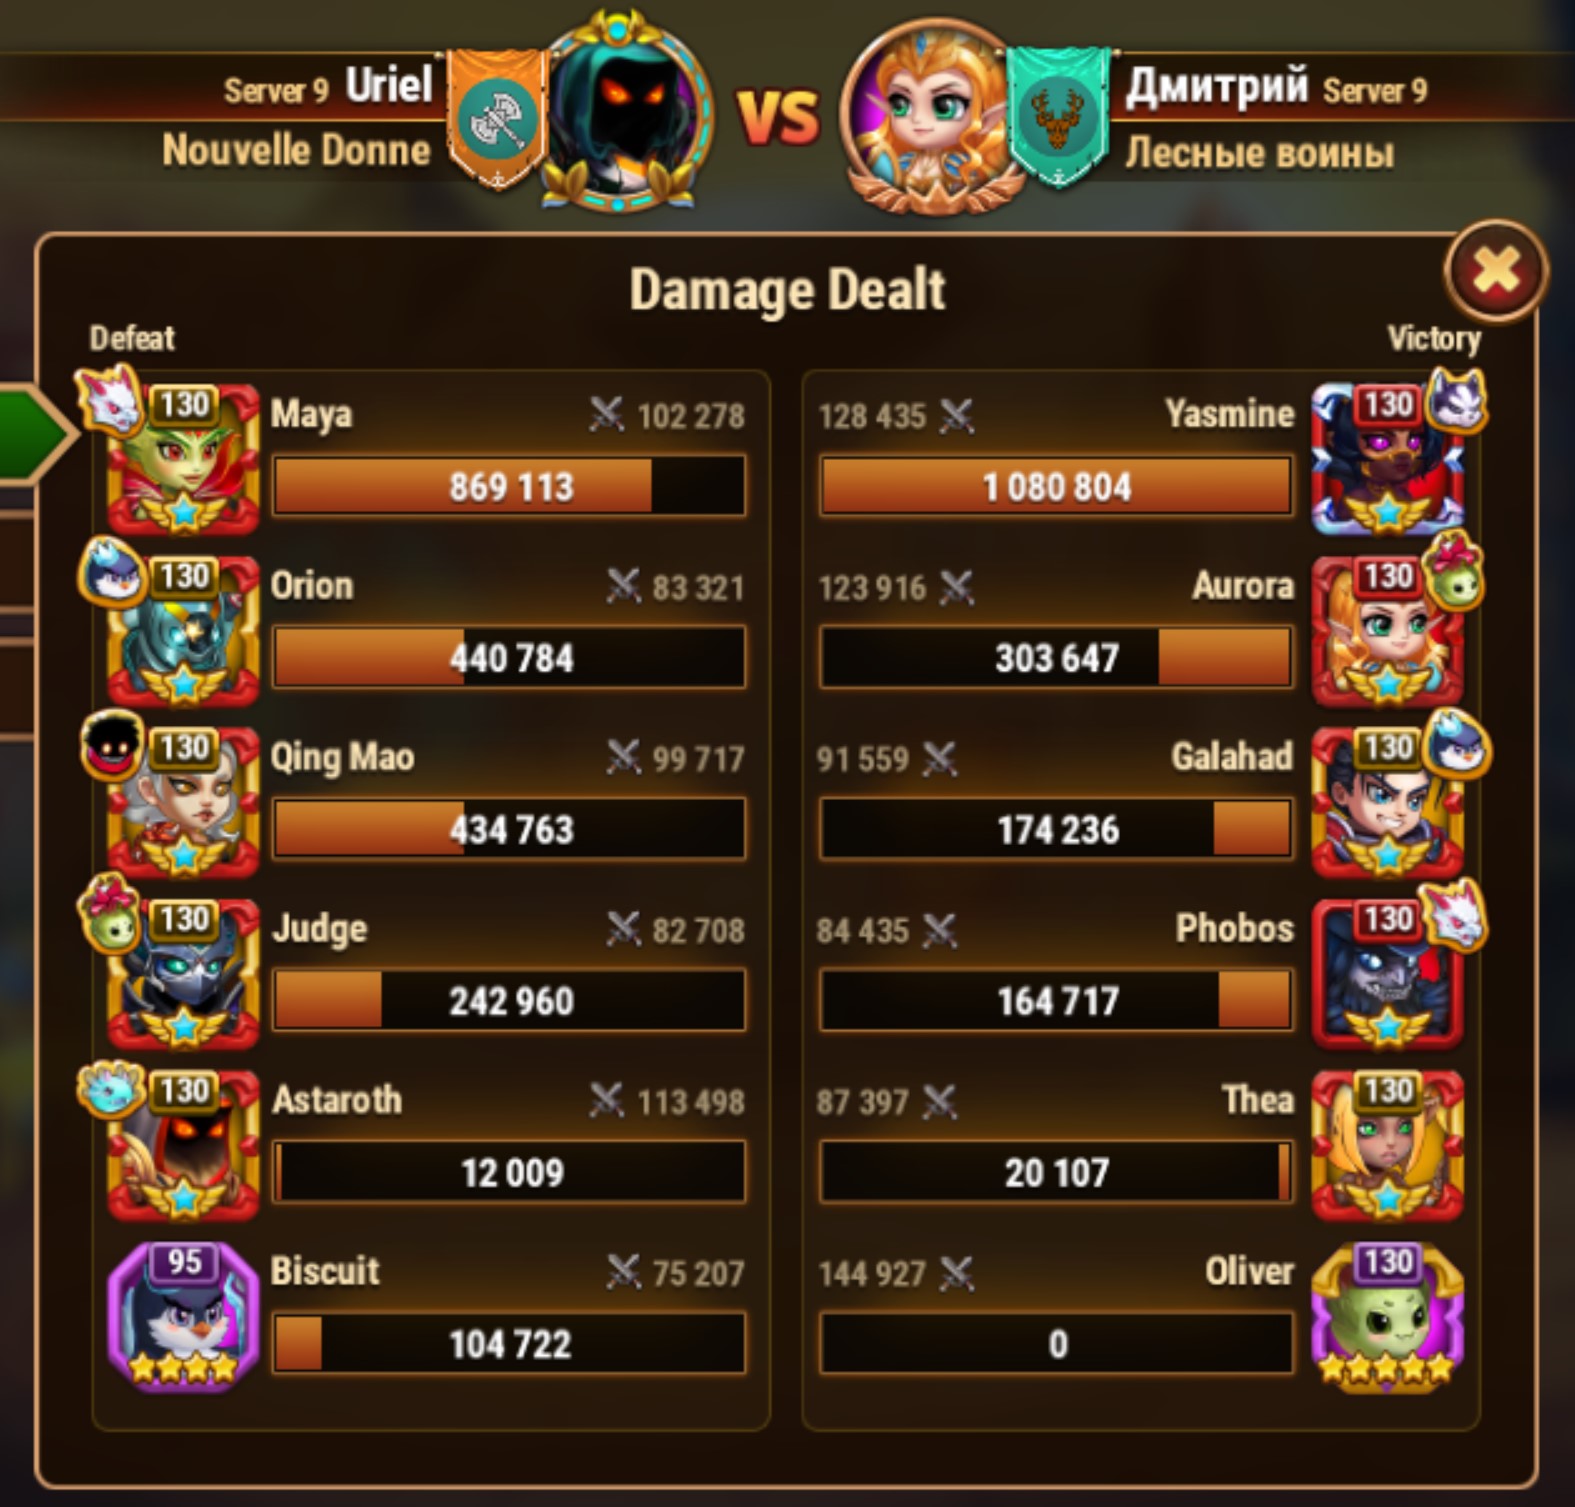 Server 9 Uriel
Nouvelle Donne
VS
Дмитрий Server 9
Лесные воины
Damage Dealt
Defeat
Victory
130 Maya 102 278
869 113
128 435 Yasmine 130
1 080 804
130 Orion 83 321
440 784
123 916 Aurora 130
303 647
130 Qing Mao 99 717
434 763
91 559 Galahad 130
174 236
130 Judge 82 708
242 960
84 435 Phobos 130
164 717
130 Astaroth 113 498
12 009
87 397 Thea 130
20 107
95 Biscuit 75 207
104 722
144 927 Oliver 130
0